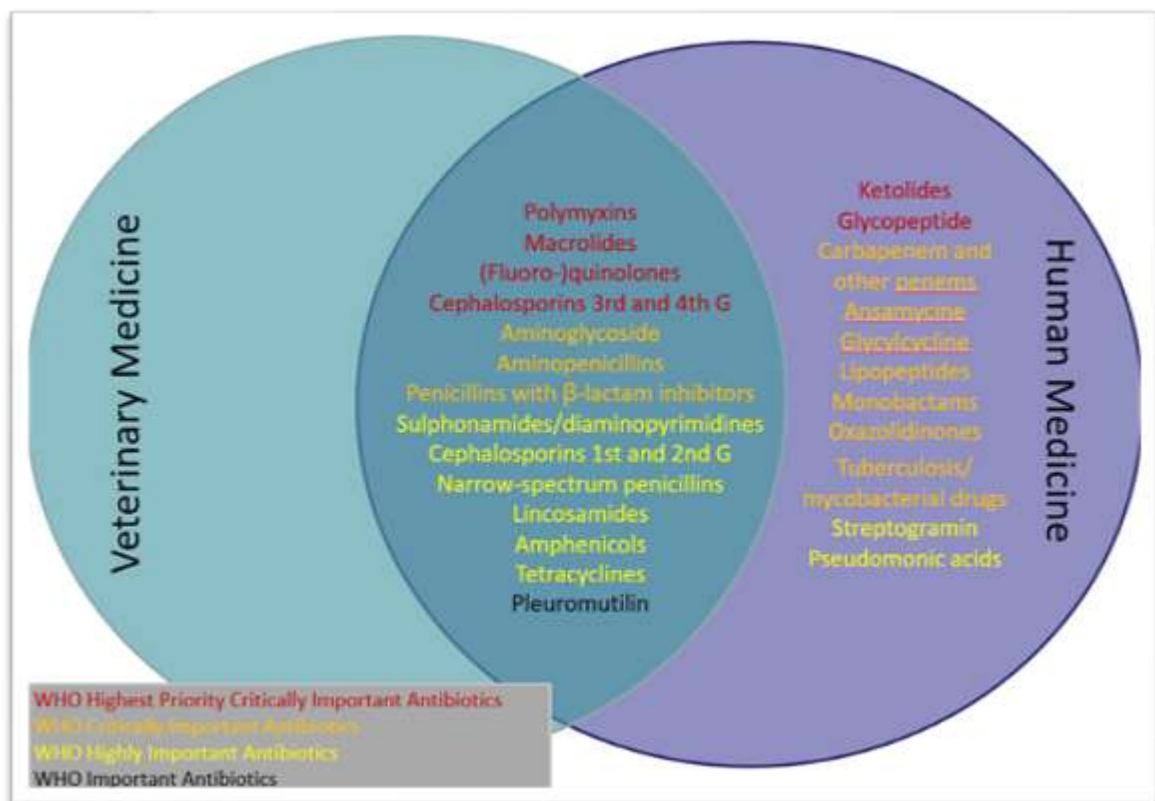 Veterinary Medicine
Polymyxins
Macrolides
(Fluoro-)quinolones
Cephalosporins 3rd and 4th G
Aminoglycoside
Aminopenicillins
Penicillins with β-lactam inhibitors
Sulphonamides/diaminopyrimidines
Cephalosporins 1st and 2nd G
Narrow-spectrum penicillins
Lincosamides
Amphenicols
Tetracyclines
Pleuromutilin
Ketolides
Glycopeptide
Carbapenem and
other penems
Ansamycine
Glycylcycline
Lipopeptides
Monobactams
Oxazolidinones
Tuberculosis/
mycobacterial drugs
Streptogramin
Pseudomonic acids
Human Medicine
WHO Highest Priority Critically Important Antibiotics
WHO Critically Important Antibiotics
WHO Highly Important Antibiotics
WHO Important Antibiotics